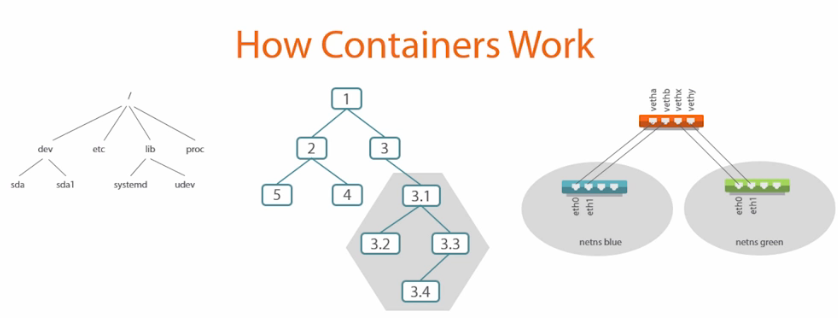 How Containers Work
/
dev etc lib proc
sda sda1 systemd udev
1
2 3
5 4 3.1
3.2 3.3
3.4
vetha vethb vethx vethy
eth0 eth1
netns blue
eth0 eth1
netns green